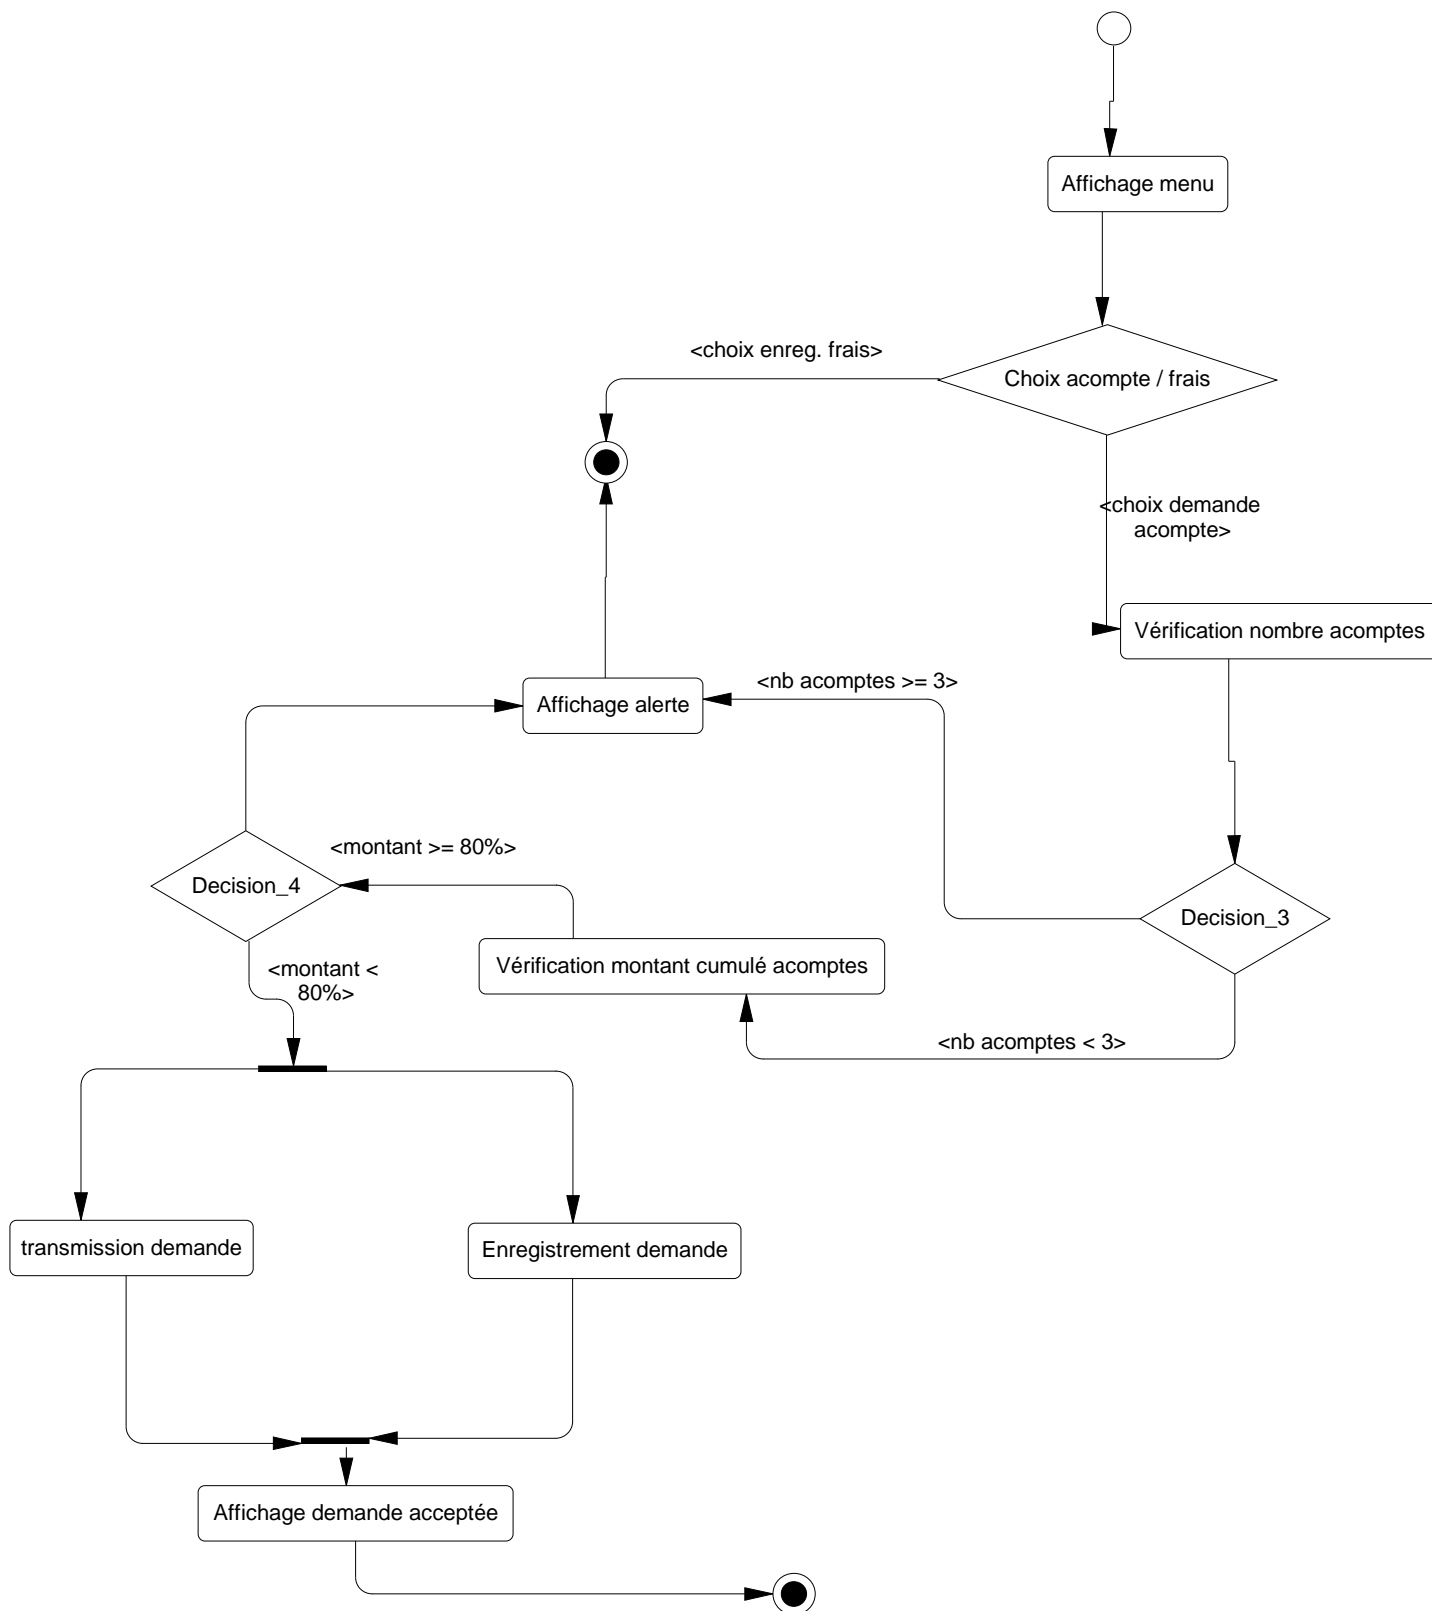 Affichage menu
<choix enreg. frais>
Choix acompte / frais
<choix demande
acompte>
Vérification nombre acomptes
<nb acomptes >= 3>
Affichage alerte
<montant >= 80%>
Decision_4
Decision_3
Vérification montant cumulé acomptes
<montant <
80%>
<nb acomptes < 3>
transmission demande
Enregistrement demande
Affichage demande acceptée